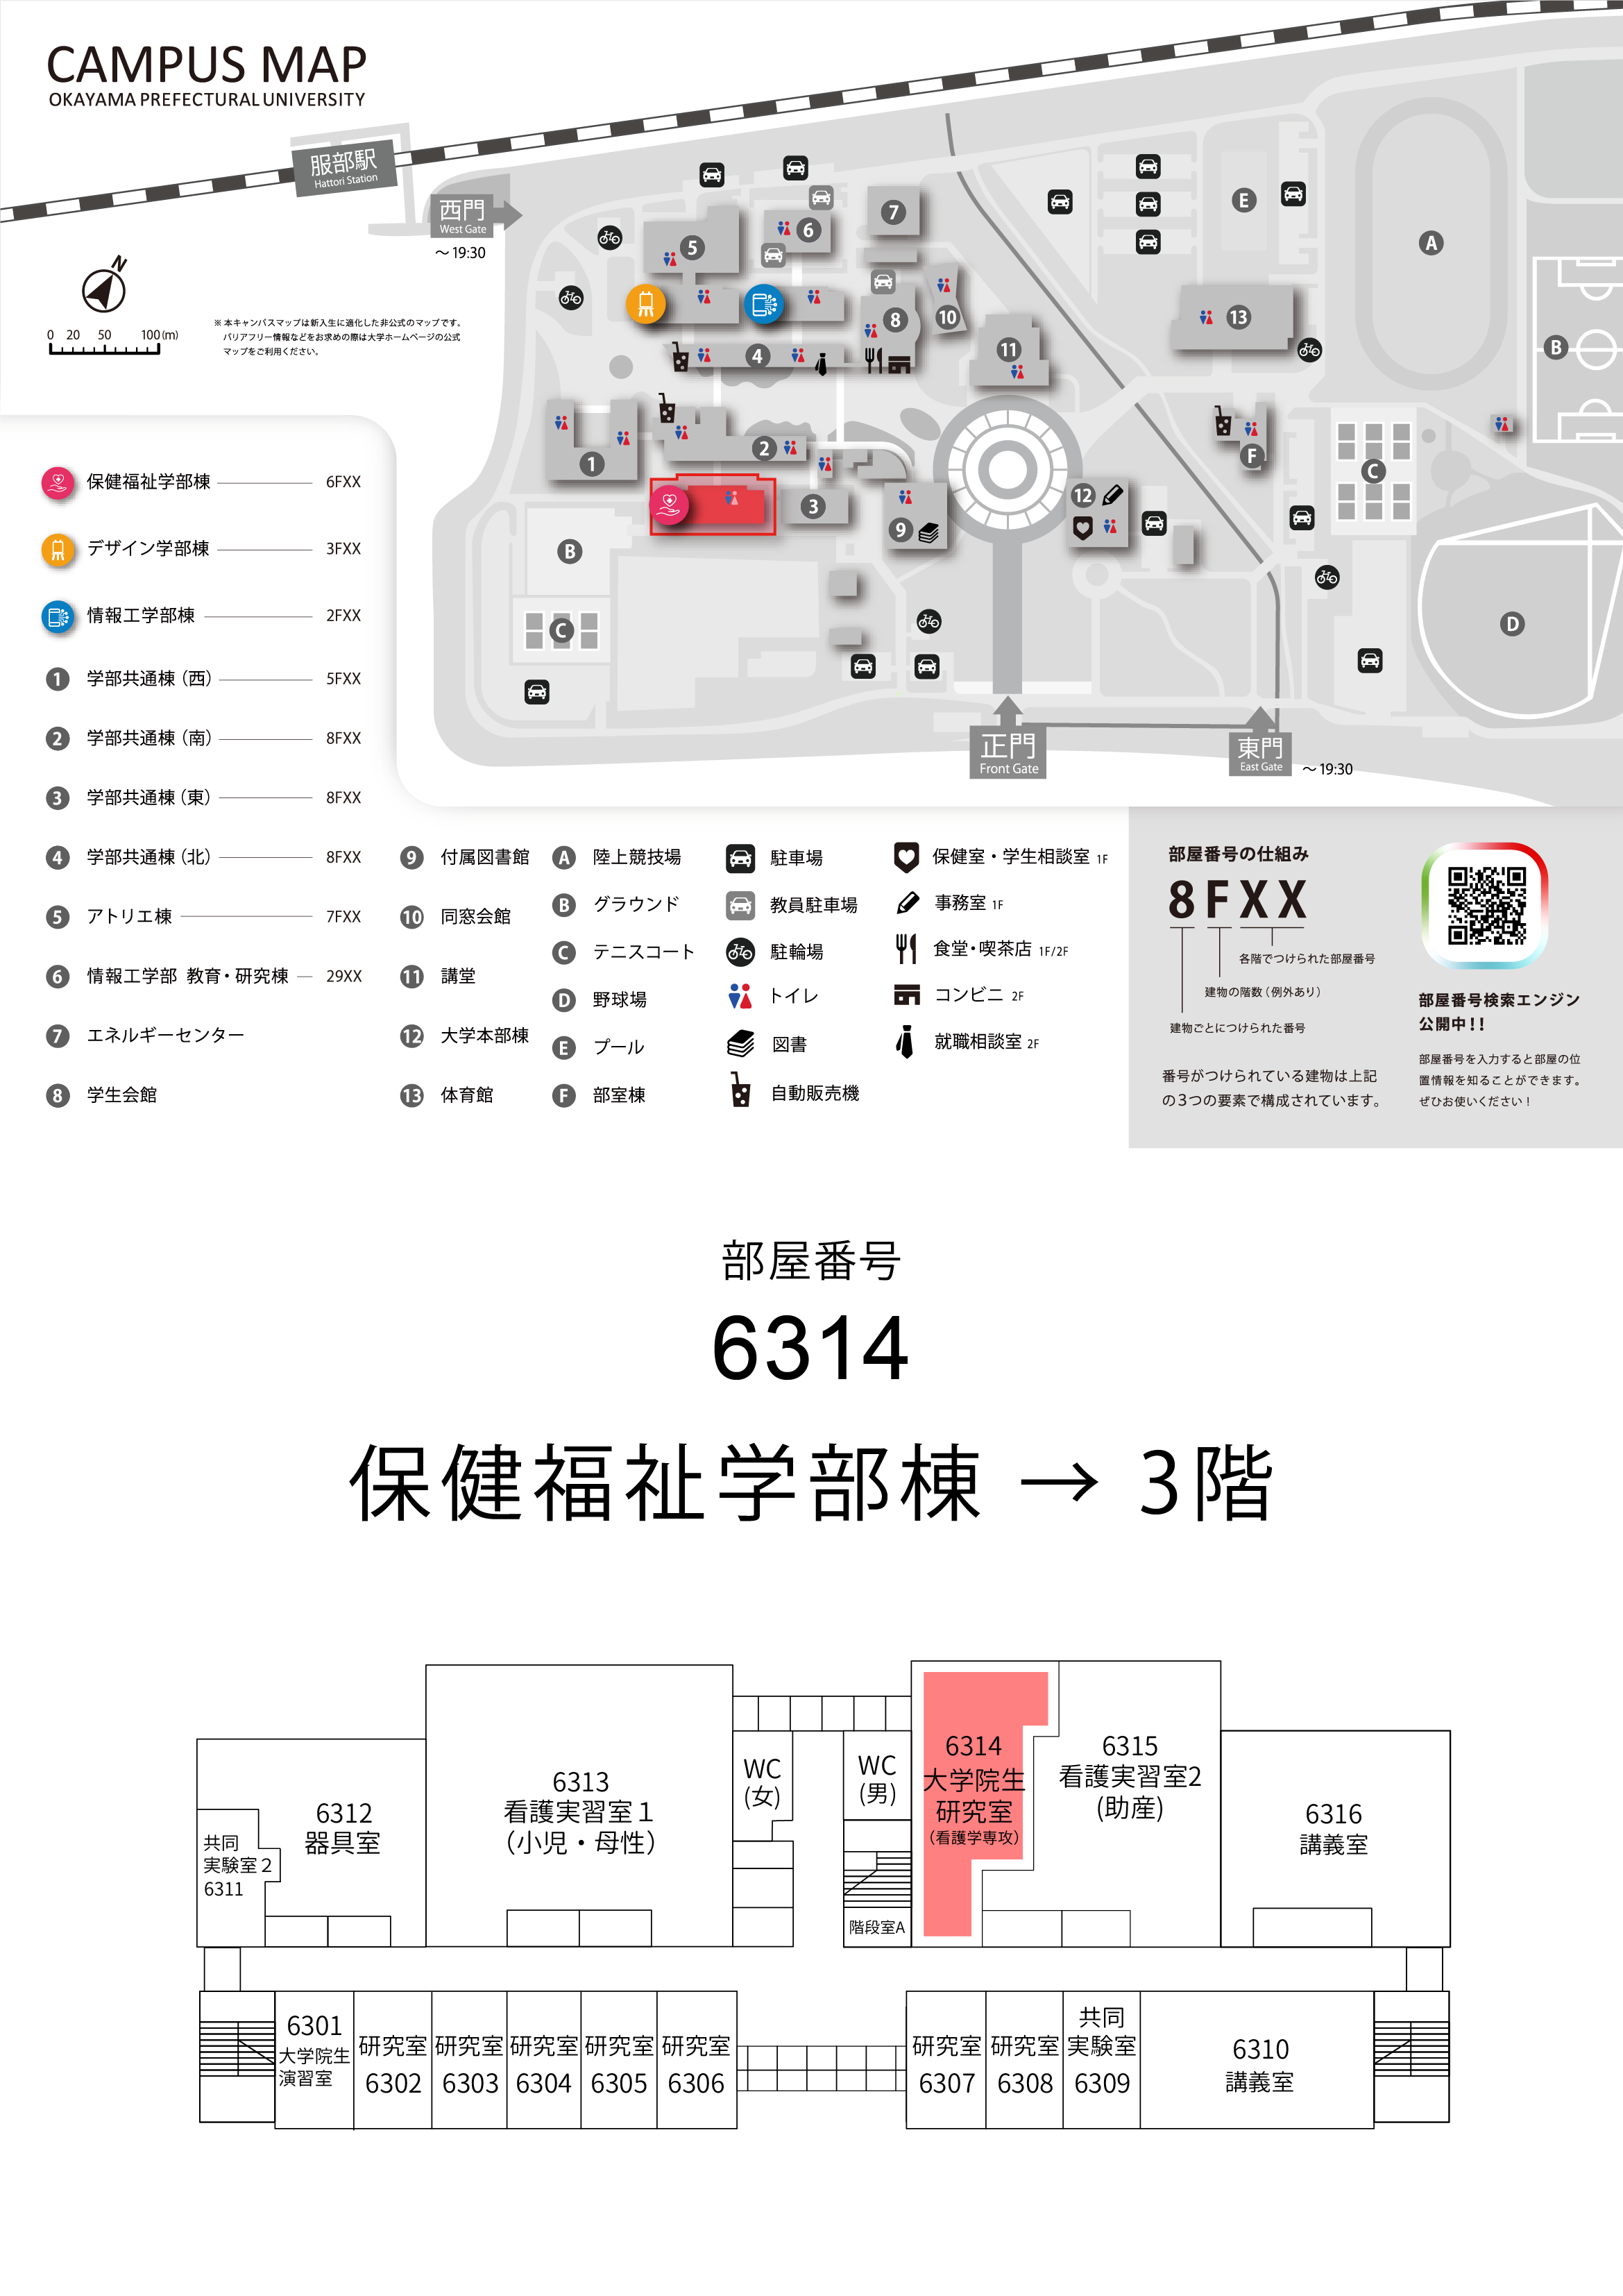 CAMPUS MAP
OKAYAMA PREFECTURAL UNIVERSITY
服部駅
Hattori Station
西門
West Gate
～19:30
N
0 20 50 100(m)
※ 本キャンパスマップは新入生に適化した非公式のマップです。
バリアフリー情報などをお求めの際は大学ホームページの公式
マップをご利用ください。
7
6
5
E
A
8
10
13
11
4
B
2
1
F
C
3
9
12
B
C
D
正門
Front Gate
東門
East Gate
～19:30
保健福祉学部棟 6FXX
デザイン学部棟 3FXX
情報工学部棟 2FXX
1 学部共通棟（西） 5FXX
2 学部共通棟（南） 8FXX
3 学部共通棟（東） 8FXX
4 学部共通棟（北） 8FXX
5 アトリエ棟 7FXX
6 情報工学部 教育・研究棟 29XX
7 エネルギーセンター
8 学生会館
9 付属図書館
10 同窓会館
11 講堂
12 大学本部棟
13 体育館
A 陸上競技場
B グラウンド
C テニスコート
D 野球場
E プール
F 部室棟
駐車場
教員駐車場
駐輪場
トイレ
図書
自動販売機
保健室・学生相談室 1F
事務室 1F
食堂・喫茶店 1F/2F
コンビニ 2F
就職相談室 2F
部屋番号の仕組み
8FXX
各階でつけられた部屋番号
建物の階数（例外あり）
建物ごとにつけられた番号
番号がつけられている建物は上記
の３つの要素で構成されています。
部屋番号検索エンジン
公開中！！
部屋番号を入力すると部屋の位
置情報を知ることができます。
ぜひお使いください！
部屋番号
6314
保健福祉学部棟 → 3階
6312
器具室
共同
実験室２
6311
6313
看護実習室１
（小児・母性）
WC
(女)
WC
(男)
階段室A
6314
大学院生
研究室
（看護学専攻）
6315
看護実習室2
(助産)
6316
講義室
6301
大学院生
演習室
研究室
6302
研究室
6303
研究室
6304
研究室
6305
研究室
6306
研究室
6307
研究室
6308
共同
実験室
6309
6310
講義室